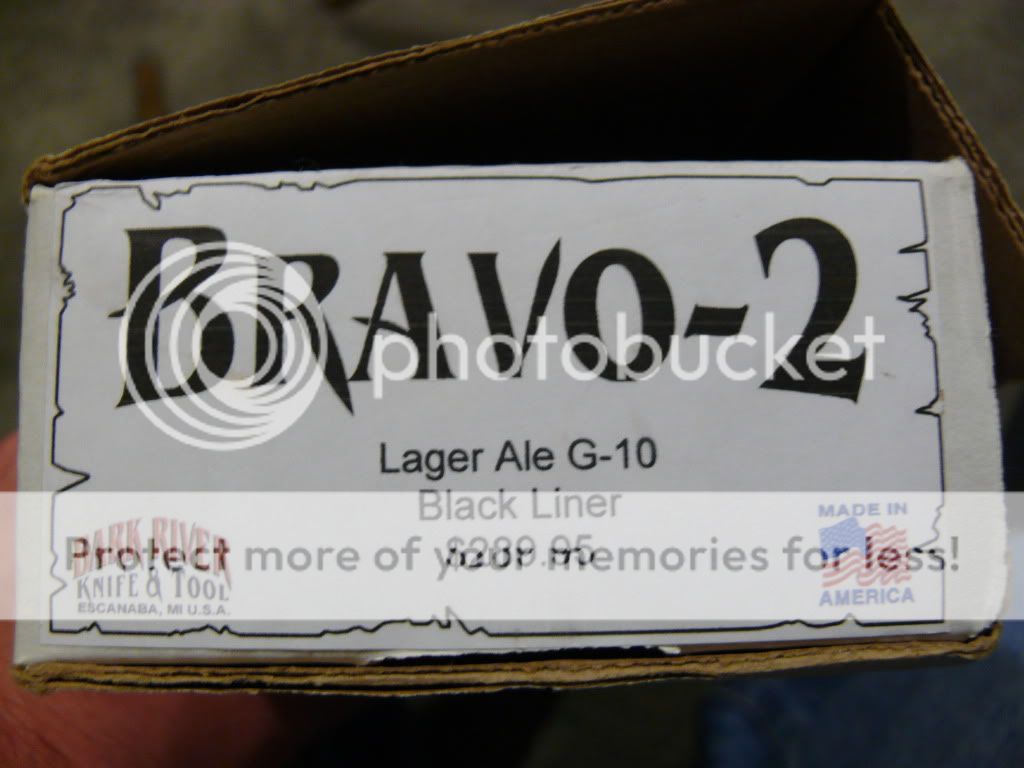 BRAVO-2
photobucket
Lager Ale G-10
Black Liner
Protect more of your memories for less!
BARK RIVER
KNIFE & TOOL
ESCANABA, MI U.S.A.
MADE IN
AMERICA